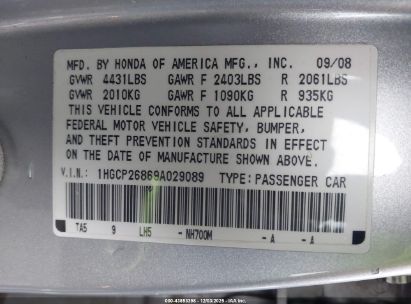 MFD. BY HONDA OF AMERICA MFG., INC. 09/08
GVWR 4431LBS GAWR F 2403LBS R 2061LBS
GVWR 2010KG GAWR F 1090KG R 935KG
THIS VEHICLE CONFORMS TO ALL APPLICABLE
FEDERAL MOTOR VEHICLE SAFETY, BUMPER,
AND THEFT PREVENTION STANDARDS IN EFFECT
ON THE DATE OF MANUFACTURE SHOWN ABOVE.
V.I.N.: 1HGCP26869A029089 TYPE: PASSENGER CAR
TA5 9 LH5 - NH700M - A - A